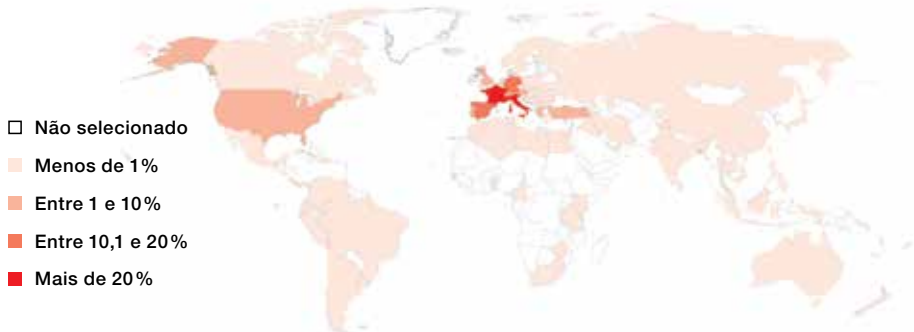 Não selecionado
Menos de 1%
Entre 1 e 10%
Entre 10,1 e 20%
Mais de 20%